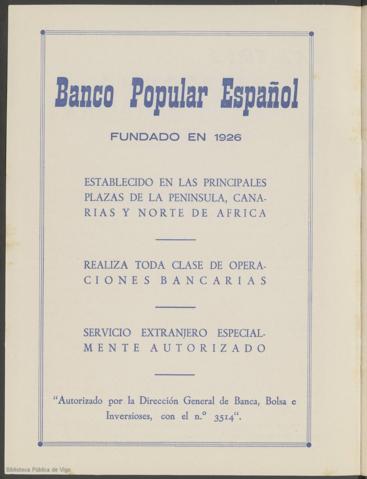 Banco Popular Español
FUNDADO EN 1926
ESTABLECIDO EN LAS PRINCIPALES
PLAZAS DE LA PENINSULA, CANA-
RIAS Y NORTE DE AFRICA
REALIZA TODA CLASE DE OPERA-
CIONES BANCARIAS
SERVICIO EXTRANJERO ESPECIAL-
MENTE AUTORIZADO
“Autorizado por la Dirección General de Banca, Bolsa e
Inversioses, con el n.º 3514“.
Biblioteca Pública de Vigo